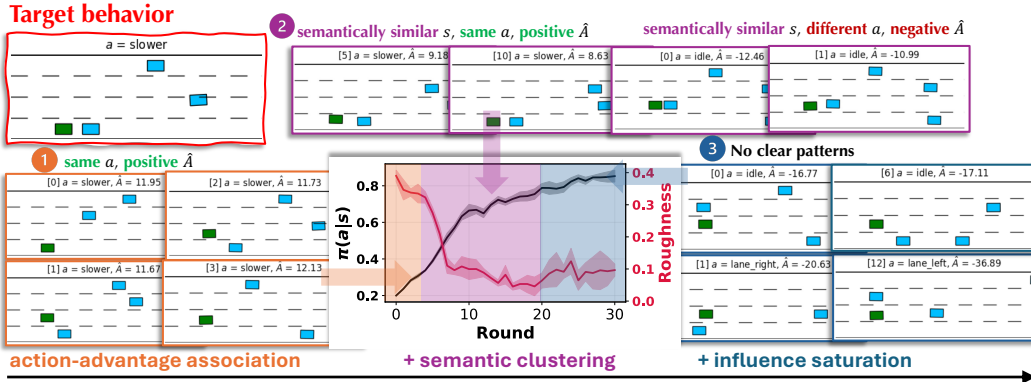 Target behavior
a = slower
2 semantically similar s, same a, positive Â
semantically similar s, different a, negative Â
[5] a = slower, Â = 9.18
[10] a = slower, Â = 8.63
[0] a = idle, Â = -12.46
[1] a = idle, Â = -10.99
1 same a, positive Â
[0] a = slower, Â = 11.95
[2] a = slower, Â = 11.73
[1] a = slower, Â = 11.67
[3] a = slower, Â = 12.13
π(a|s)
0.8
0.6
0.4
0.2
0.4
0.3
0.2
0.1
0.0
Roughness
0 10 20 30
Round
3 No clear patterns
[0] a = idle, Â = -16.77
[6] a = idle, Â = -17.11
[1] a = lane_right, Â = -20.63
[12] a = lane_left, Â = -36.89
action-advantage association
+ semantic clustering
+ influence saturation